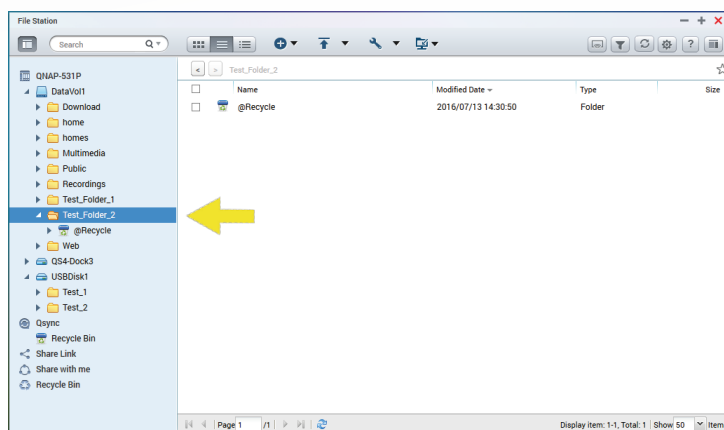 File Station
Search
QNAP-531P
DataVol1
Download
home
homes
Multimedia
Public
Recordings
Test_Folder_1
Test_Folder_2
@Recycle
Web
QS4-Dock3
USBDisk1
Test_1
Test_2
Qsync
Recycle Bin
Share Link
Share with me
Recycle Bin
< > Test_Folder_2
Name Modified Date Type Size
@Recycle 2016/07/13 14:30:50 Folder
Page 1 /1 Display item: 1-1, Total: 1 Show 50 Item